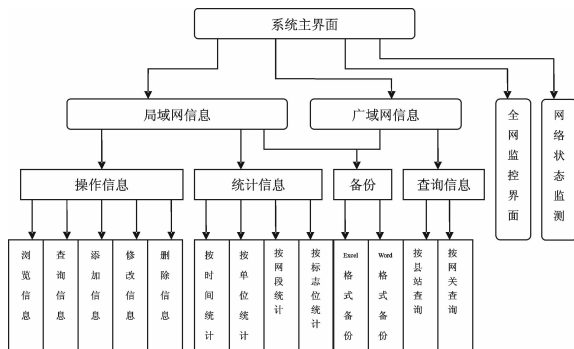 系统主界面
局域网信息
广域网信息
全网监控界面
网络状态监测
操作信息
统计信息
备份
查询信息
浏览信息
查询信息
添加信息
修改信息
删除信息
按时间统计
按单位统计
按网段统计
按标志位统计
Excel格式备份
Word格式备份
按县站查询
按网关查询